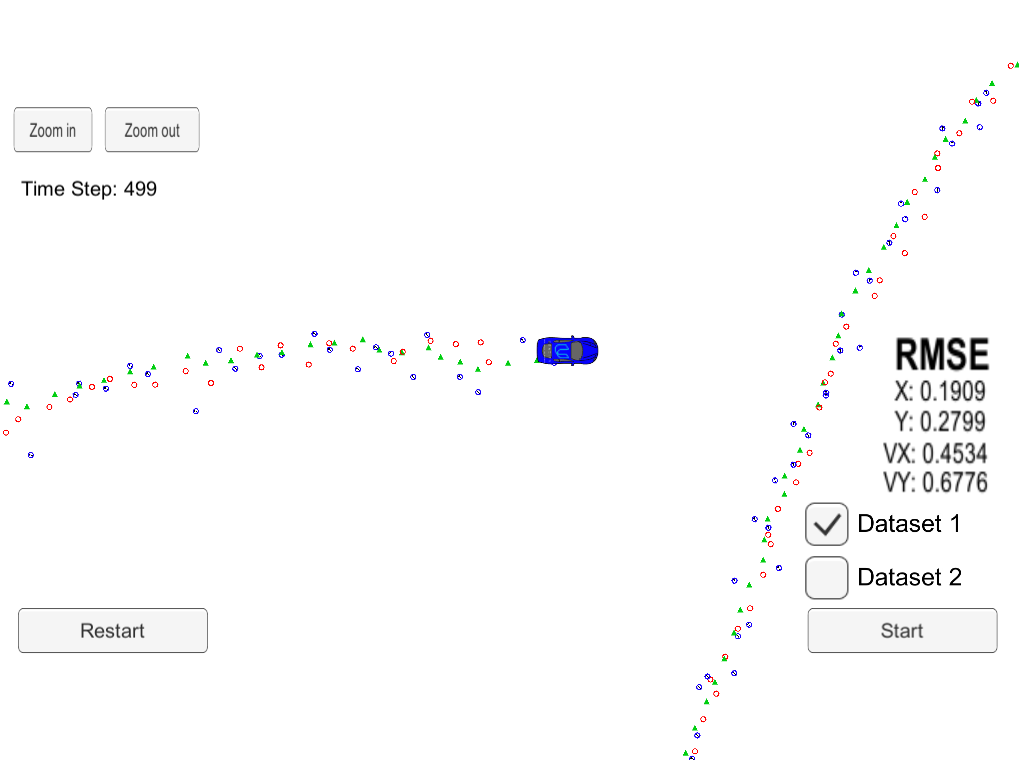 Zoom in
Zoom out
Time Step: 499
RMSE
X: 0.1909
Y: 0.2799
VX: 0.4534
VY: 0.6776
Dataset 1
Dataset 2
Restart
Start